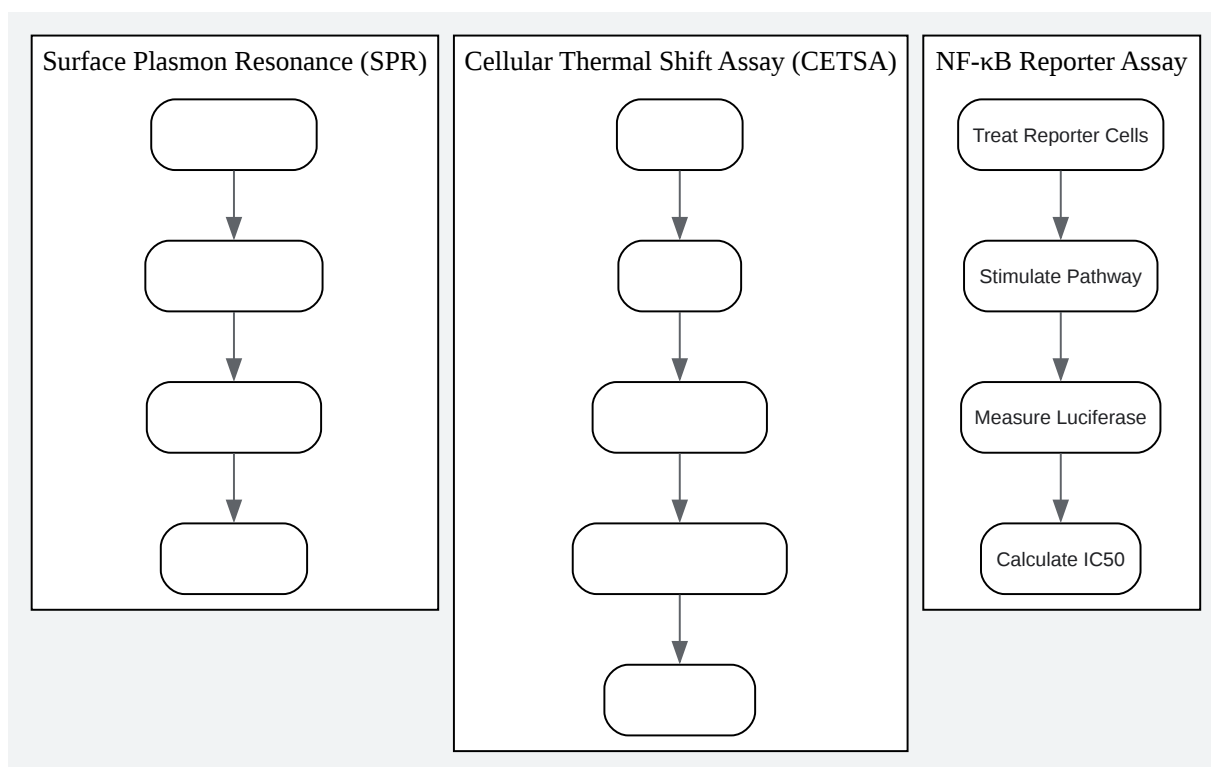 Surface Plasmon Resonance (SPR)
Cellular Thermal Shift Assay (CETSA)
NF-κB Reporter Assay
Treat Reporter Cells
Stimulate Pathway
Measure Luciferase
Calculate IC50